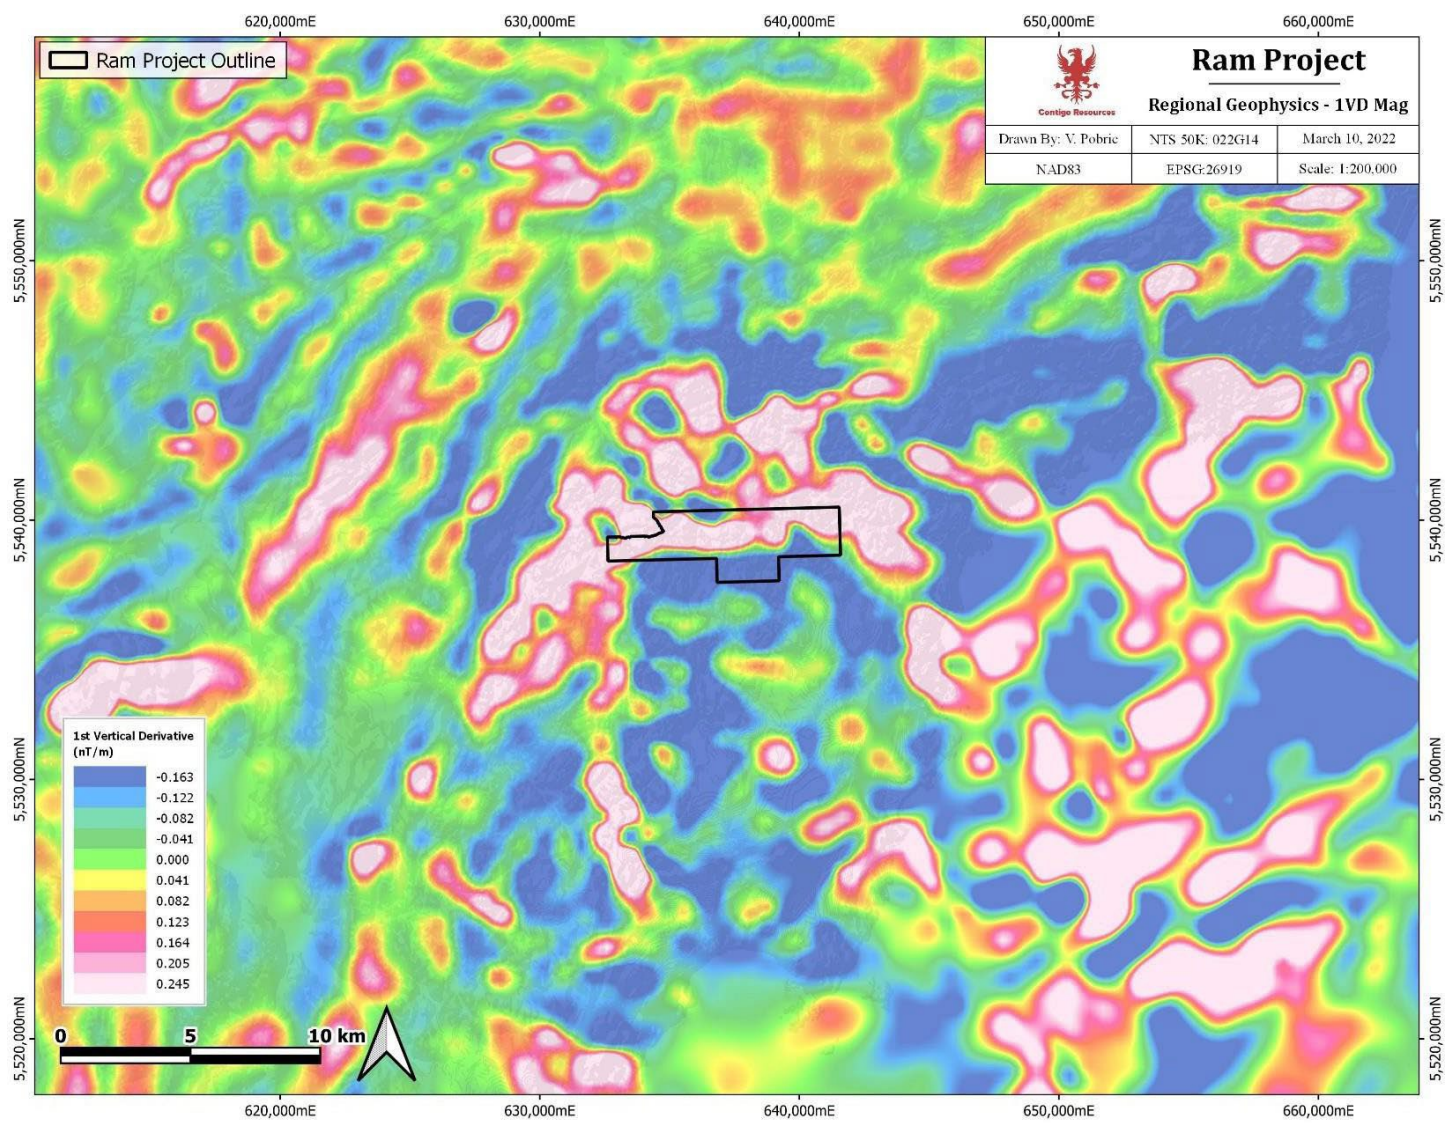 620,000mE
630,000mE
640,000mE
650,000mE
660,000mE
Ram Project Outline
Contigo Resources
Ram Project
Regional Geophysics - 1VD Mag
Drawn By: V. Pobric
NTS 50K: 022G14
March 10, 2022
NAD83
EPSG:26919
Scale: 1:200,000
5,550,000mN
5,550,000mN
5,540,000mN
5,540,000mN
5,530,000mN
5,530,000mN
5,520,000mN
5,520,000mN
1st Vertical Derivative
(nT/m)
-0.163
-0.122
-0.082
-0.041
0.000
0.041
0.082
0.123
0.164
0.205
0.245
0 5 10 km
620,000mE
630,000mE
640,000mE
650,000mE
660,000mE